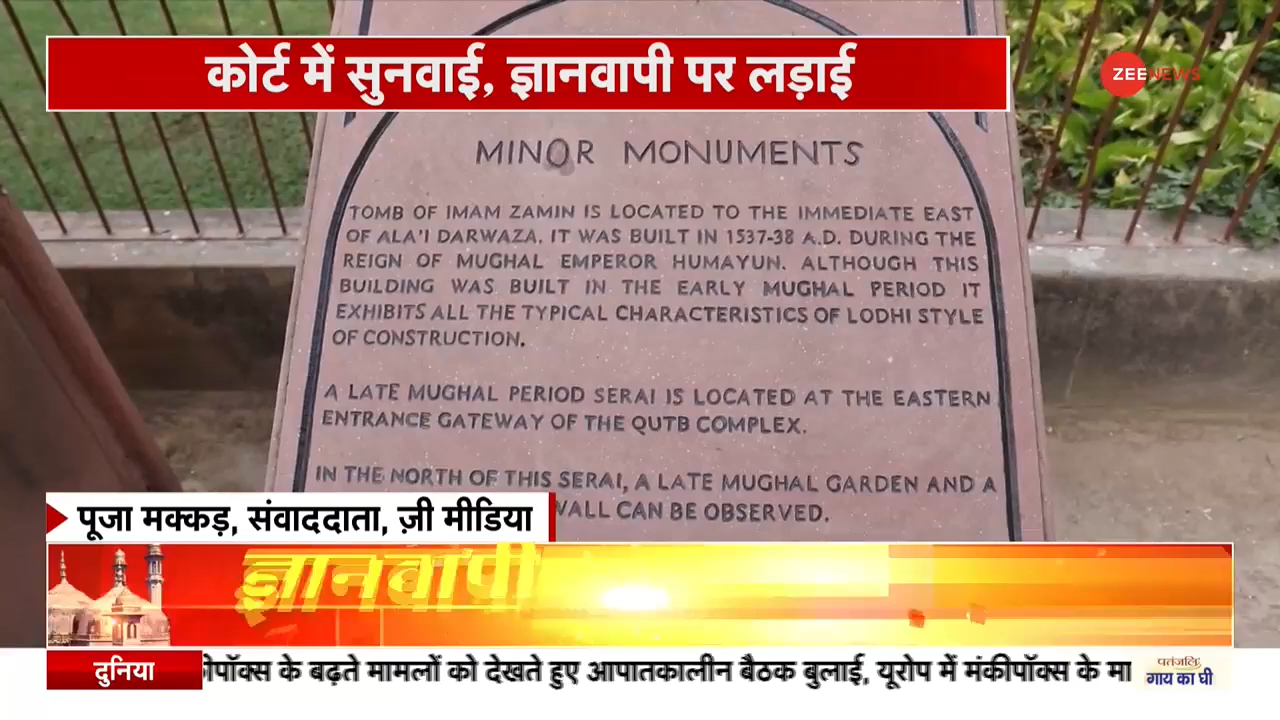 कोर्ट में सुनवाई, ज्ञानवापी पर लड़ाई
ZEE NEWS
MINOR MONUMENTS
TOMB OF IMAM ZAMIN IS LOCATED TO THE IMMEDIATE EAST
OF ALA'I DARWAZA. IT WAS BUILT IN 1537-38 A.D. DURING THE
REIGN OF MUGHAL EMPEROR HUMAYUN. ALTHOUGH THIS
BUILDING WAS BUILT IN THE EARLY MUGHAL PERIOD IT
EXHIBITS ALL THE TYPICAL CHARACTERISTICS OF LODHI STYLE
OF CONSTRUCTION.
A LATE MUGHAL PERIOD SERAI IS LOCATED AT THE EASTERN
ENTRANCE GATEWAY OF THE QUTB COMPLEX.
IN THE NORTH OF THIS SERAI, A LATE MUGHAL GARDEN AND A
WALL CAN BE OBSERVED.
पूजा मक्कड़, संवाददाता, ज़ी मीडिया
ज्ञानवापी
दुनिया
के बढ़ते मामलों को देखते हुए आपातकालीन बैठक बुलाई, यूरोप में मंकीपॉक्स के
पतंजलि
गाय का घी